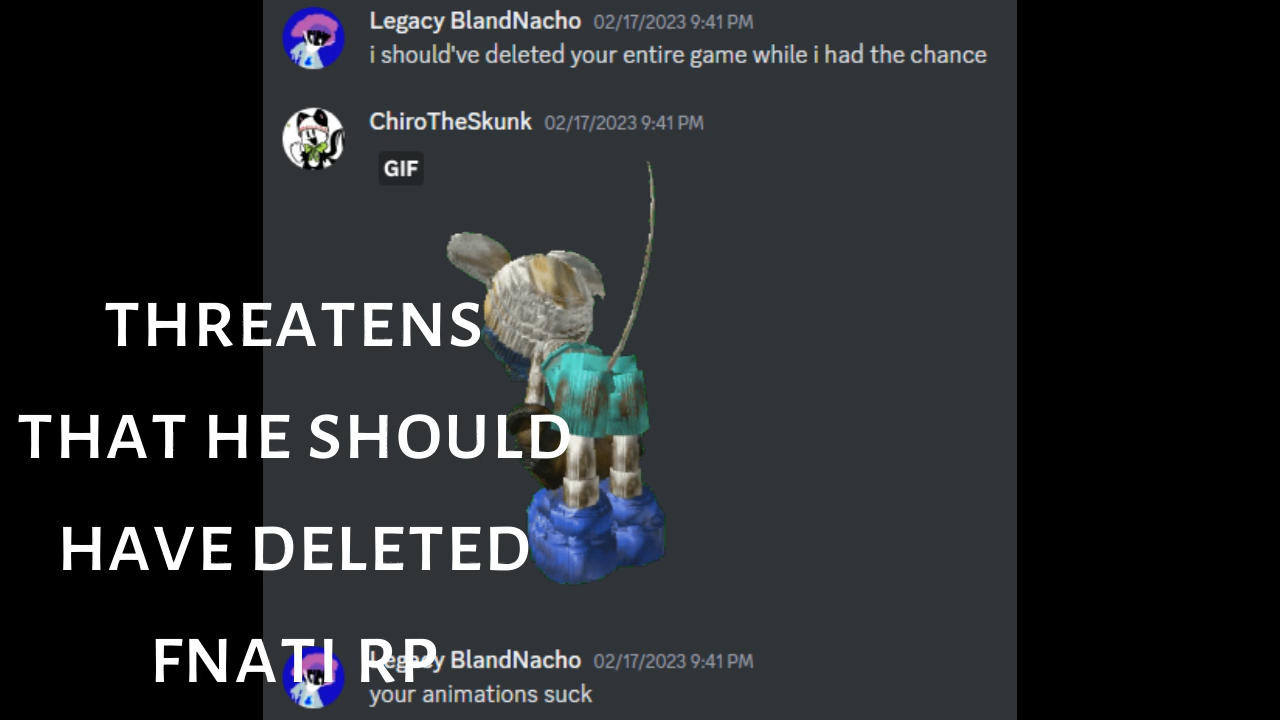 Legacy BlandNacho 02/17/2023 9:41 PM
i should've deleted your entire game while i had the chance
ChiroTheSkunk 02/17/2023 9:41 PM
GIF
THREATENS
THAT HE SHOULD
HAVE DELETED
FNATI RP
Legacy BlandNacho 02/17/2023 9:41 PM
your animations suck